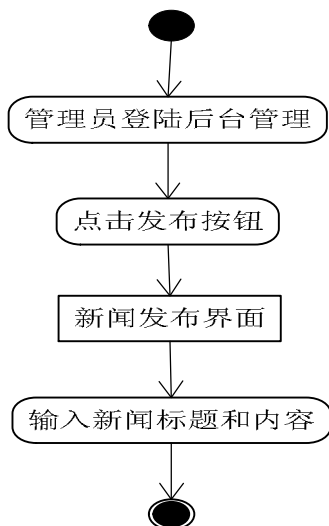 管理员登陆后台管理
点击发布按钮
新闻发布界面
输入新闻标题和内容